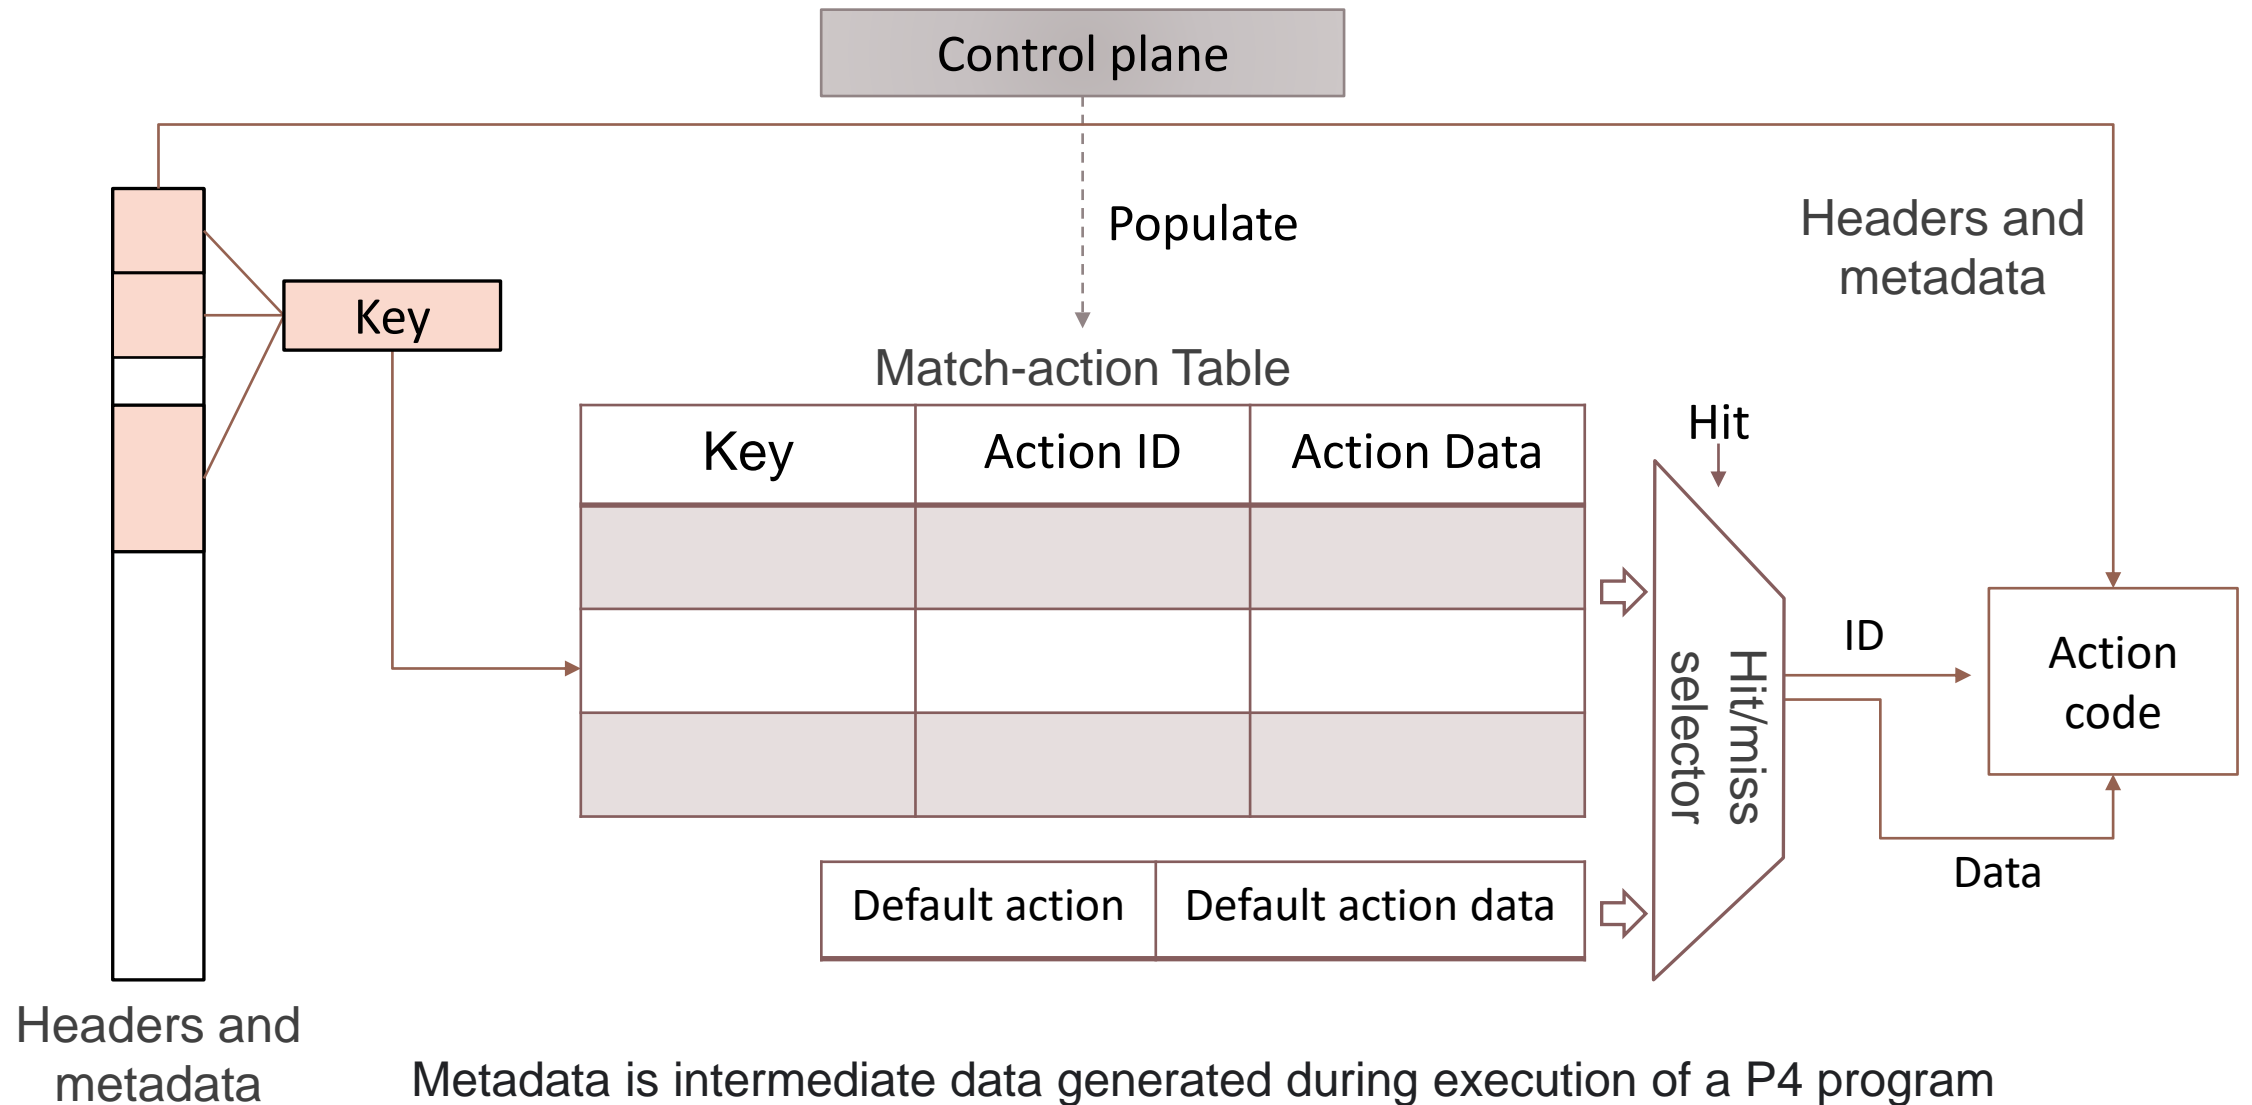 Control plane
Populate
Headers and
metadata
Key
Match-action Table
Hit
Key
Action ID
Action Data
ID
Action
code
Hit/miss
selector
Data
Default action
Default action data
Headers and
metadata
Metadata is intermediate data generated during execution of a P4 program